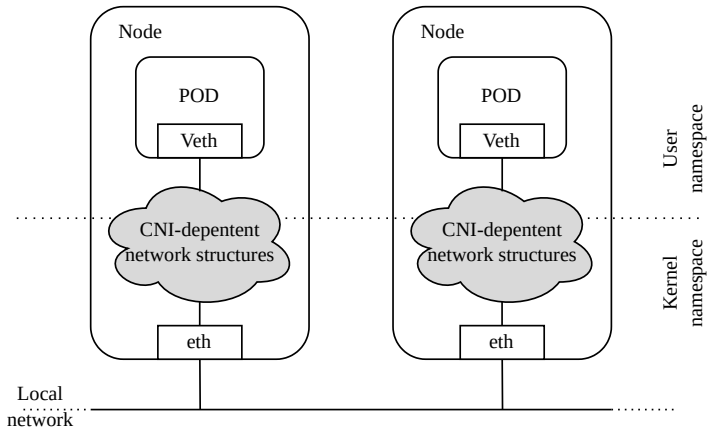 Node
POD
Veth
CNI-depentent
network structures
eth
Node
POD
Veth
CNI-depentent
network structures
eth
User
namespace
Kernel
namespace
Local
network